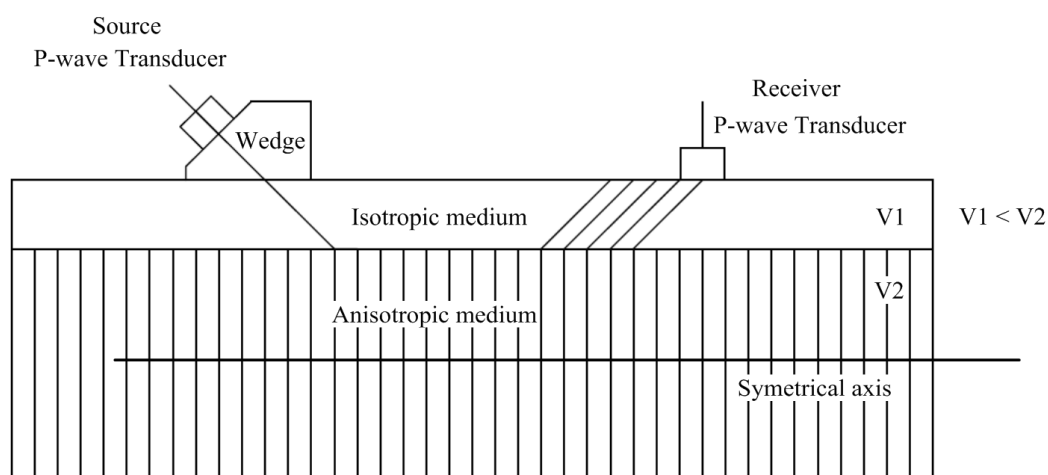 Source
P-wave Transducer
Receiver
P-wave Transducer
Wedge
Isotropic medium
V1
V1 < V2
V2
Anisotropic medium
Symetrical axis